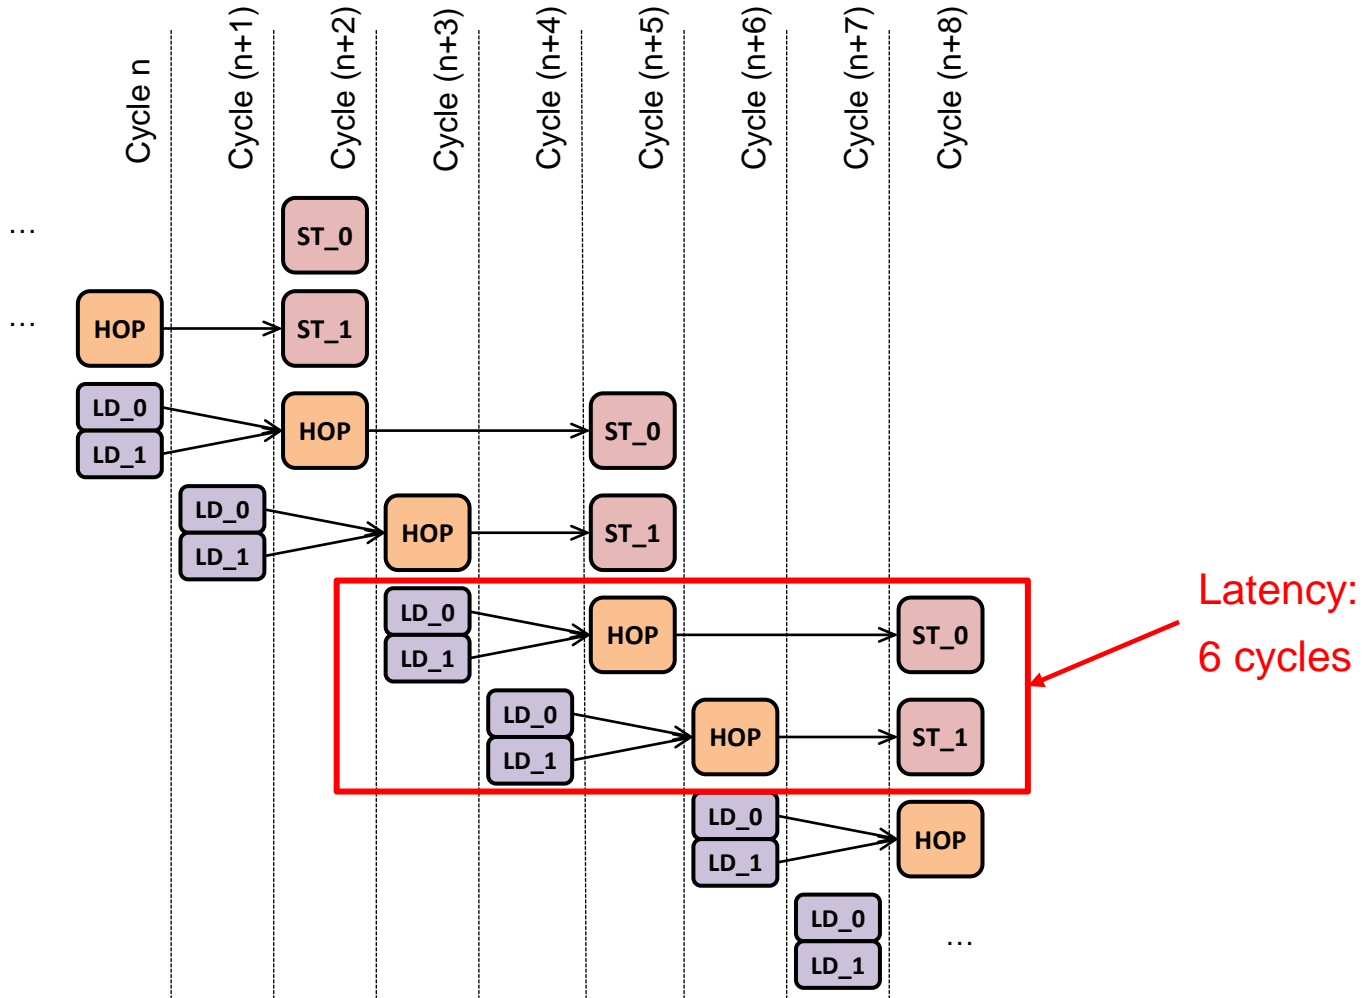 Cycle n
Cycle (n+1)
Cycle (n+2)
Cycle (n+3)
Cycle (n+4)
Cycle (n+5)
Cycle (n+6)
Cycle (n+7)
Cycle (n+8)
...
ST_0
...
HOP
ST_1
LD_0
LD_1
HOP
ST_0
LD_0
LD_1
HOP
ST_1
LD_0
LD_1
HOP
ST_0
Latency:
6 cycles
LD_0
LD_1
HOP
ST_1
LD_0
LD_1
HOP
LD_0
LD_1
...